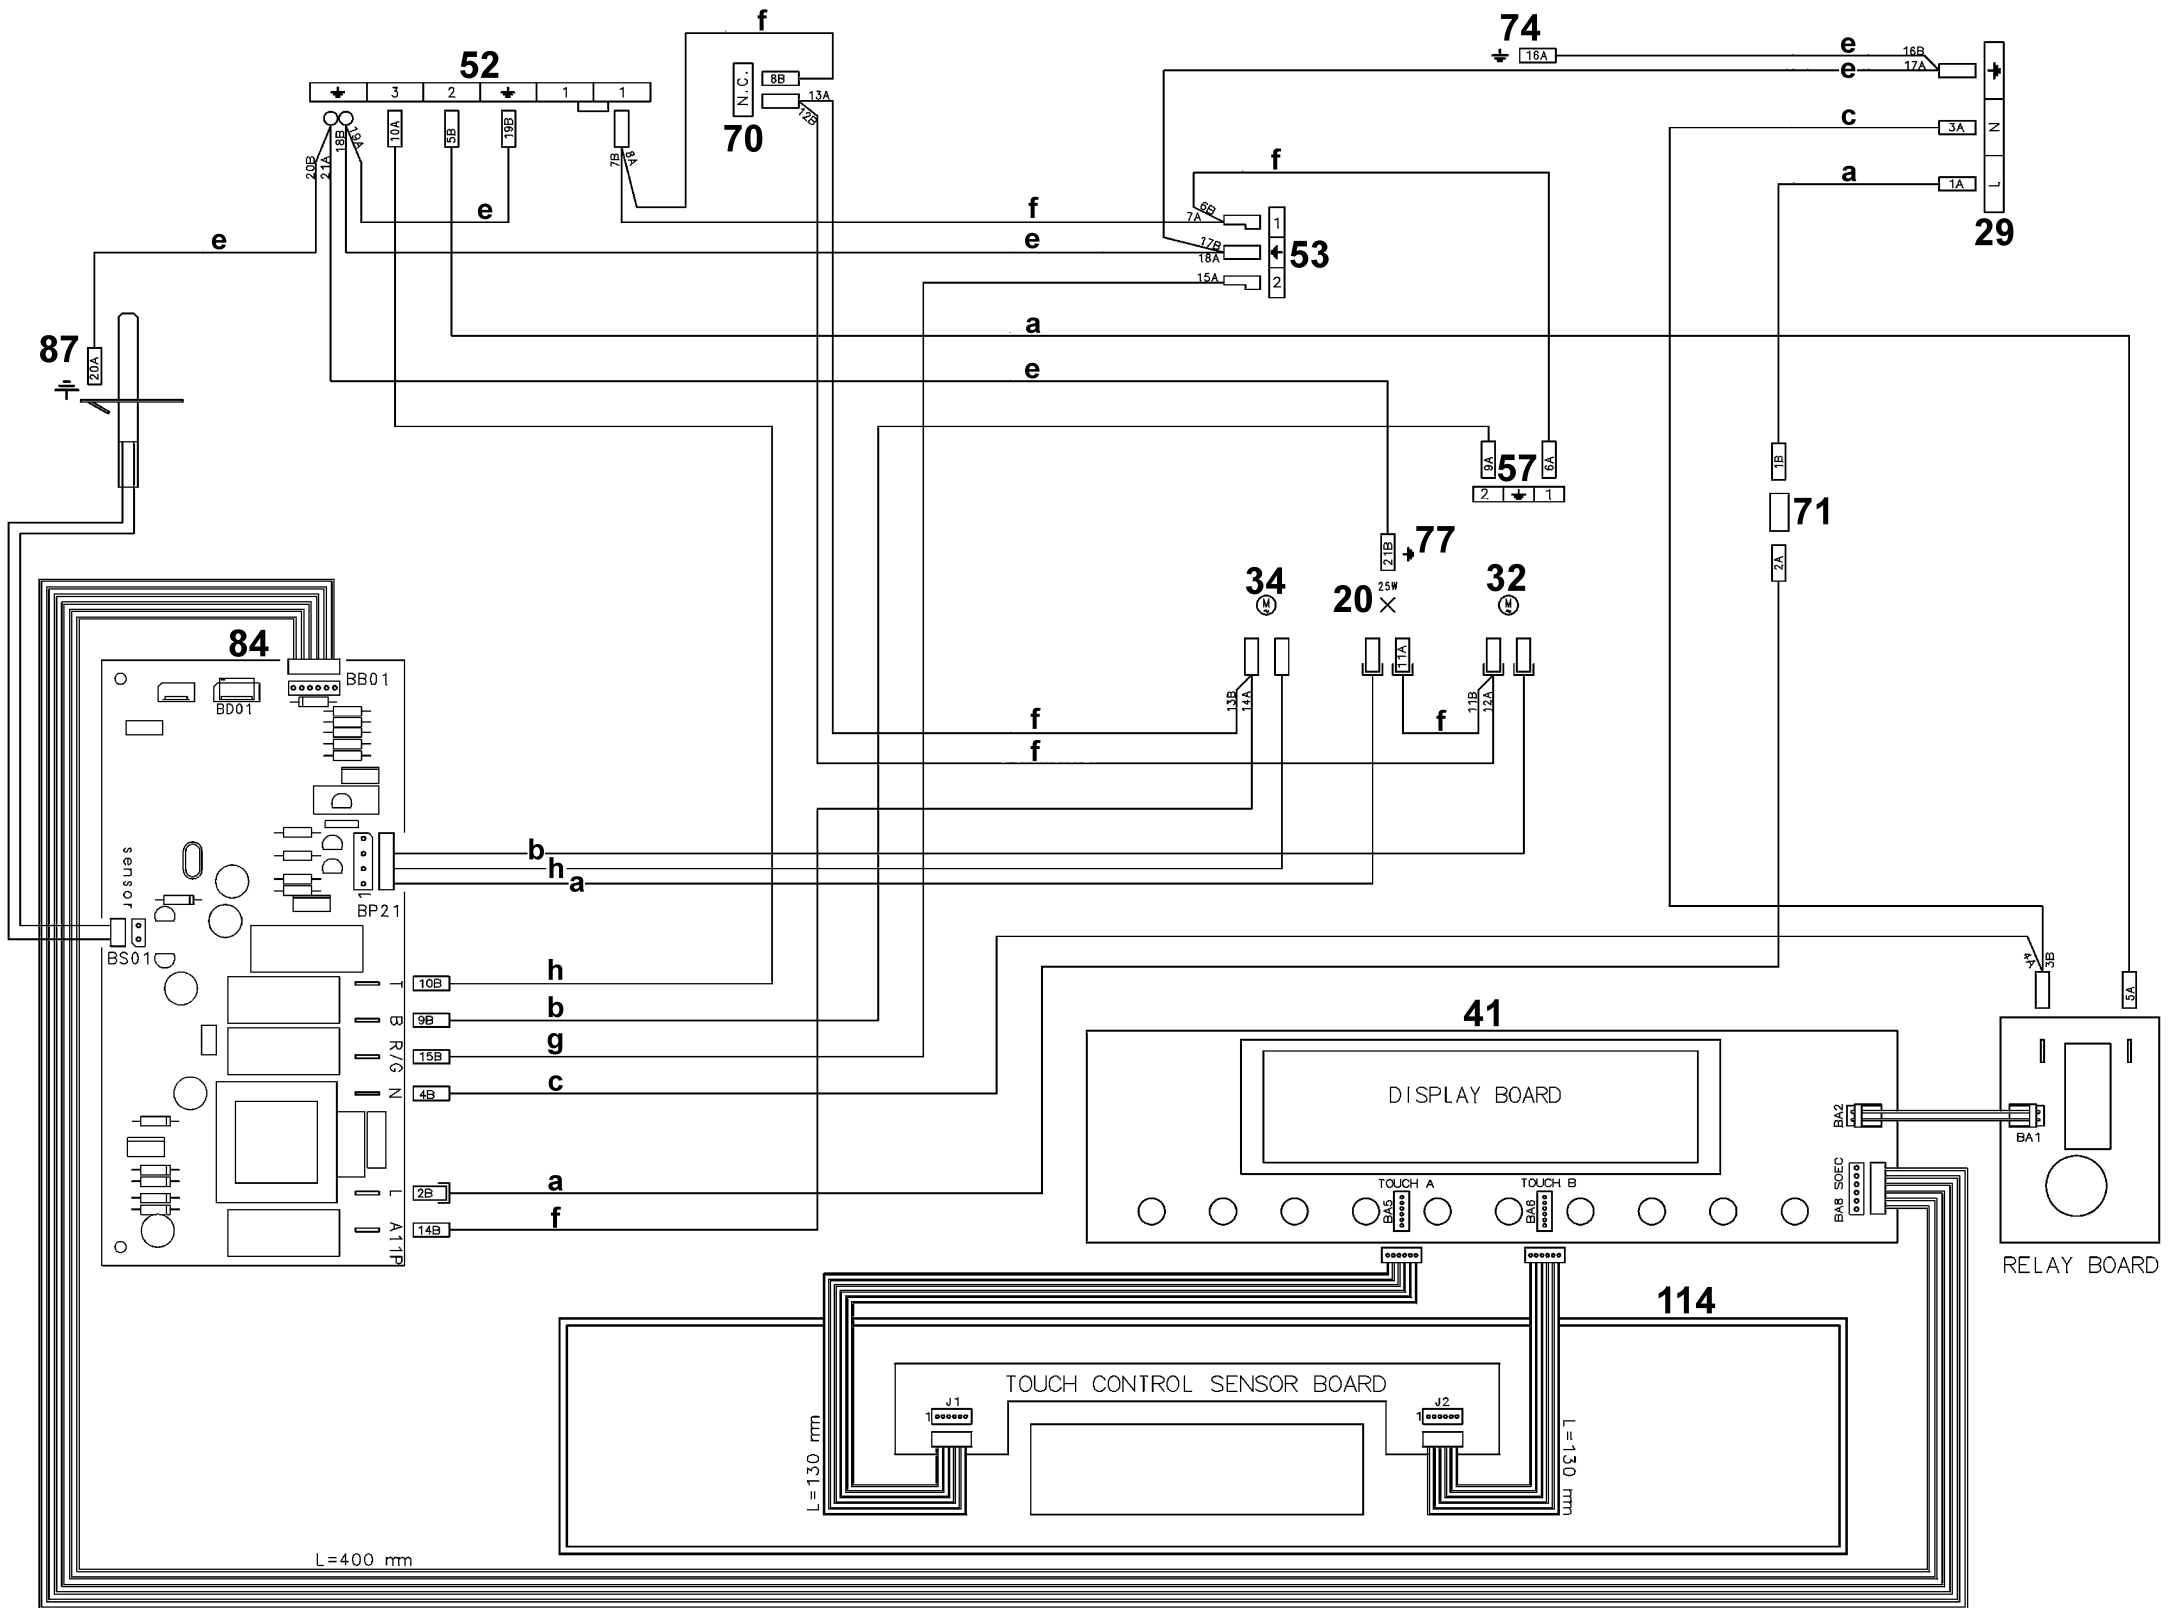 f
74
16A
e
16B
52
8B
N.C.
17A
e
3
2
1
1
13A
12B
70
c
3A
N
10A
5B
19B
7B
8A
19A
18B
21A
20B
f
a
1A
L
29
e
f
6B
7A
1
e
e
17B
18A
53
15A
2
a
87
20A
e
9A
57
6A
2
1
1B
71
2A
21B
77
34
M
~
20
25W
32
M
~
84
BB01
BD01
11A
13B
14A
11B
12A
f
f
f
sensor
b
h
a
1
BP21
BS01
4A
3B
5A
h
10B
T
b
9B
B
g
15B
R/G
c
4B
N
a
2B
L
f
14B
A11P
41
DISPLAY BOARD
BA2
BA1
BA8 SOEC
TOUCH A
BA5
TOUCH B
BA6
RELAY BOARD
114
TOUCH CONTROL SENSOR BOARD
J1
1
J2
1
L=130 mm
L=130 mm
L=400 mm